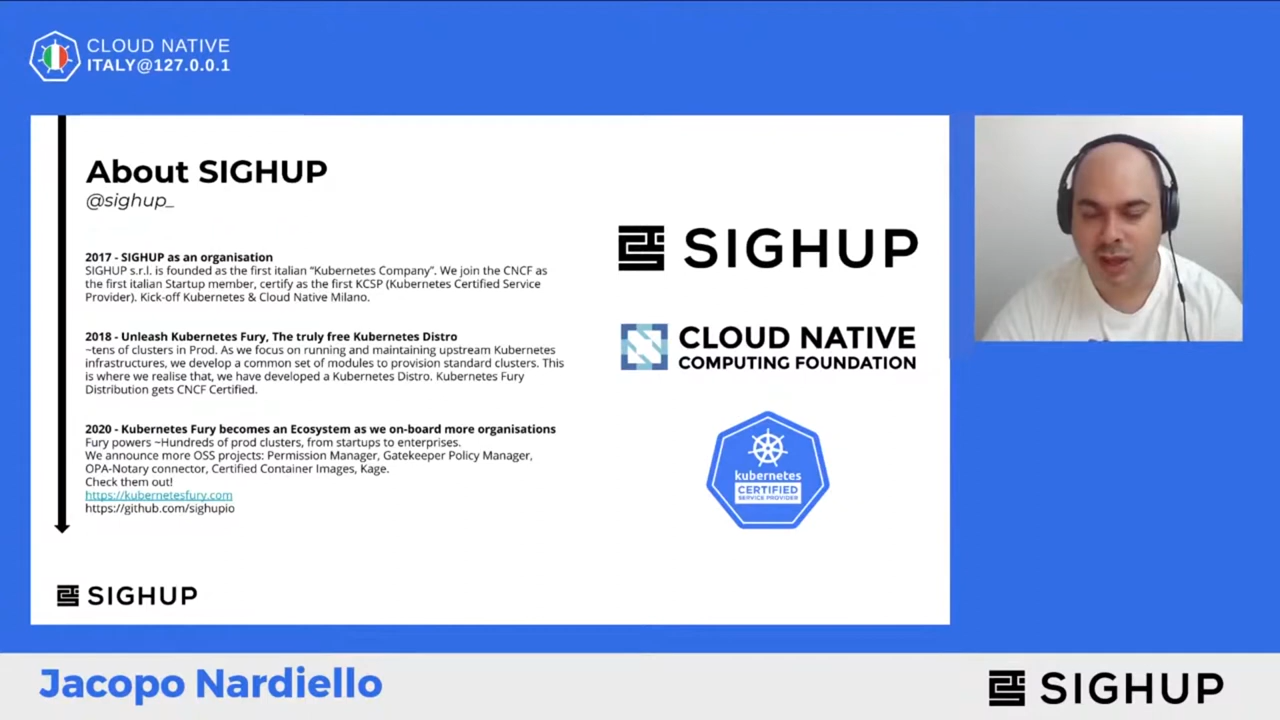 CLOUD NATIVE
ITALY@127.0.0.1
About SIGHUP
@sighup_
2017 - SIGHUP as an organisation
SIGHUP s.r.l. is founded as the first italian “Kubernetes Company”. We join the CNCF as
the first italian Startup member, certify as the first KCSP (Kubernetes Certified Service
Provider). Kick-off Kubernetes & Cloud Native Milano.
2018 - Unleash Kubernetes Fury, The truly free Kubernetes Distro
~tens of clusters in Prod. As we focus on running and maintaining upstream Kubernetes
infrastructures, we develop a common set of modules to provision standard clusters. This
is where we realise that, we have developed a Kubernetes Distro. Kubernetes Fury
Distribution gets CNCF Certified.
2020 - Kubernetes Fury becomes an Ecosystem as we on-board more organisations
Fury powers ~Hundreds of prod clusters, from startups to enterprises.
We announce more OSS projects: Permission Manager, Gatekeeper Policy Manager,
OPA-Notary connector, Certified Container Images, Kage.
Check them out!
https://kubernetesfury.com
https://github.com/sighupio
SIGHUP
CLOUD NATIVE
COMPUTING FOUNDATION
kubernetes
CERTIFIED
SERVICE PROVIDER
SIGHUP
Jacopo Nardiello
SIGHUP